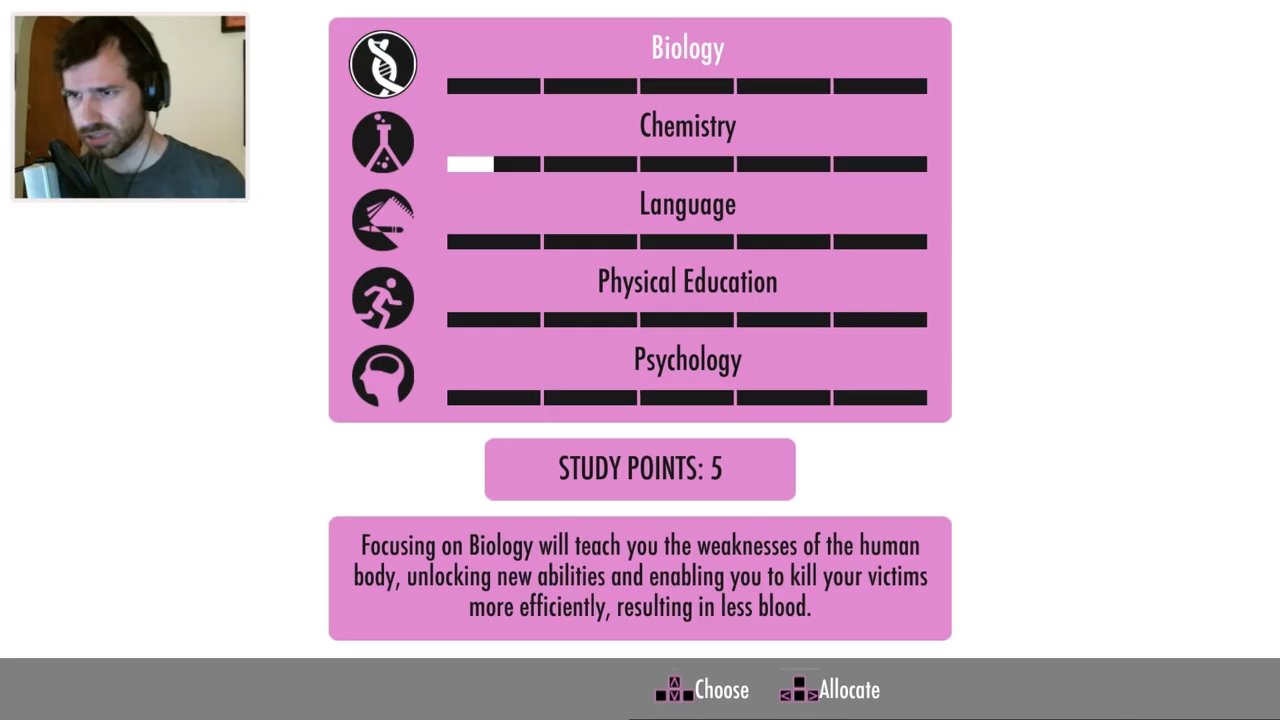 Biology
Chemistry
Language
Physical Education
Psychology
STUDY POINTS: 5
Focusing on Biology will teach you the weaknesses of the human
body, unlocking new abilities and enabling you to kill your victims
more efficiently, resulting in less blood.
Choose
Allocate